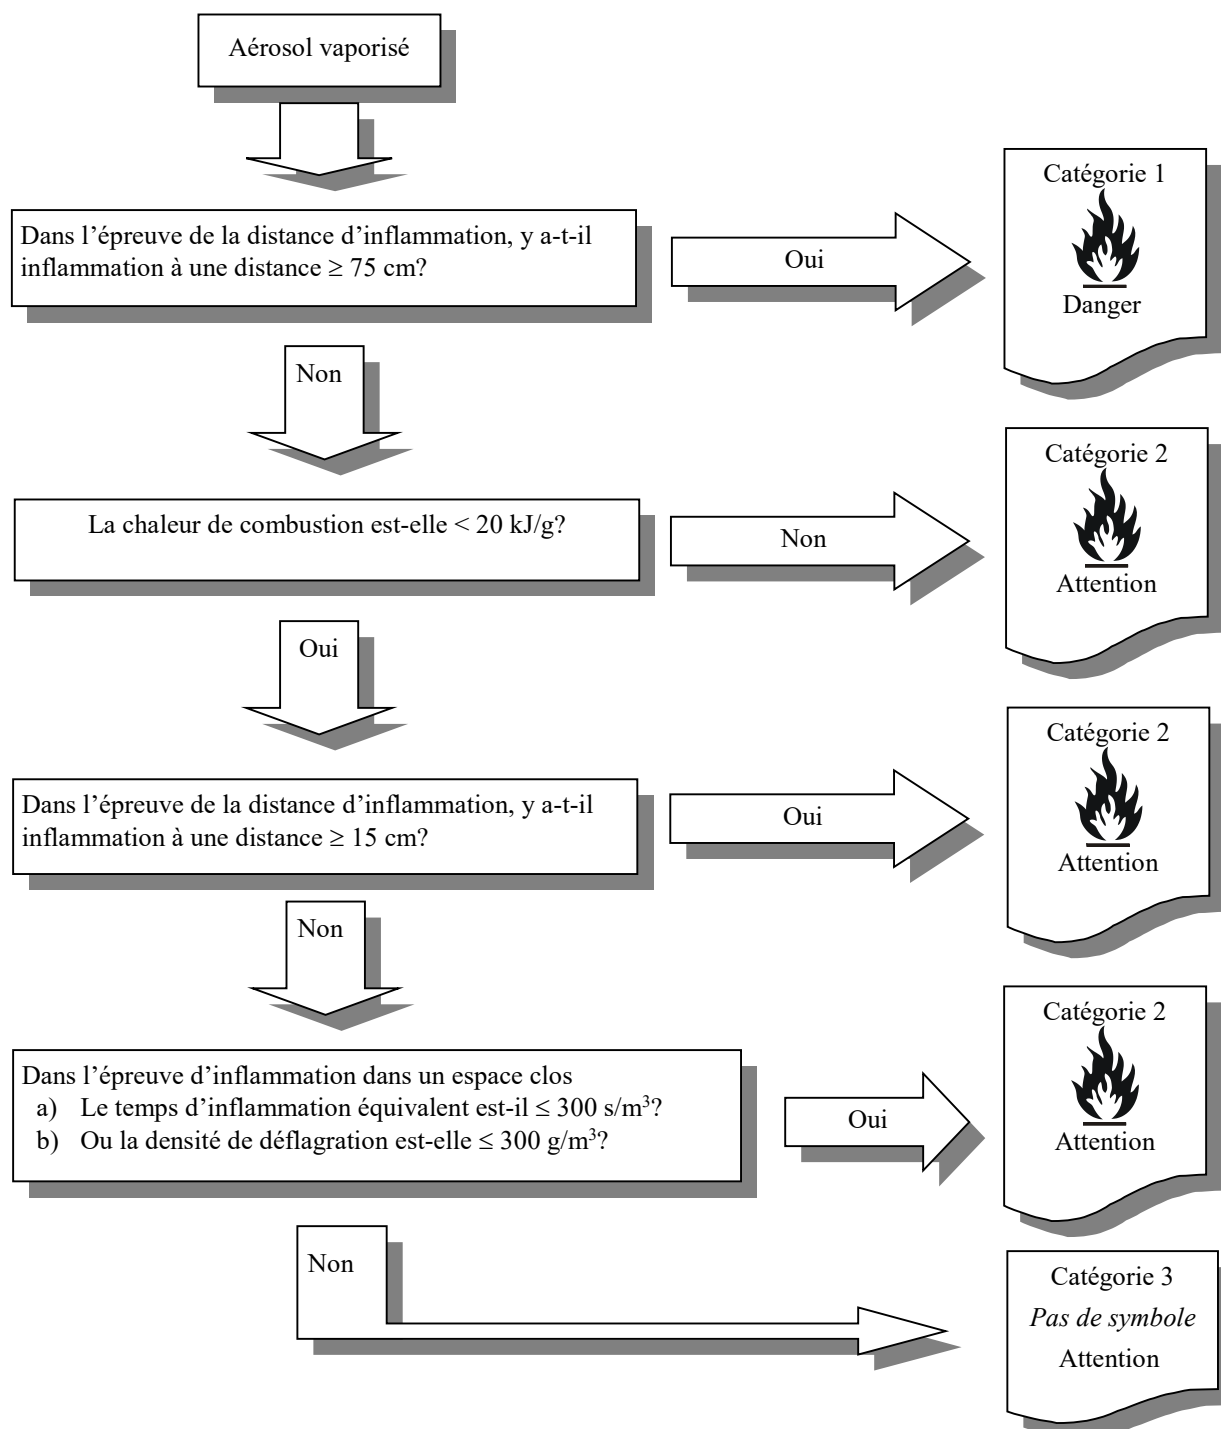 Aérosol vaporisé
Dans l’épreuve de la distance d’inflammation, y a-t-il
inflammation à une distance ≥ 75 cm?
Oui
Catégorie 1
Danger
Non
La chaleur de combustion est-elle < 20 kJ/g?
Non
Catégorie 2
Attention
Oui
Dans l’épreuve de la distance d’inflammation, y a-t-il
inflammation à une distance ≥ 15 cm?
Oui
Catégorie 2
Attention
Non
Dans l’épreuve d’inflammation dans un espace clos
a) Le temps d’inflammation équivalent est-il ≤ 300 s/m³?
b) Ou la densité de déflagration est-elle ≤ 300 g/m³?
Oui
Catégorie 2
Attention
Non
Catégorie 3
Pas de symbole
Attention